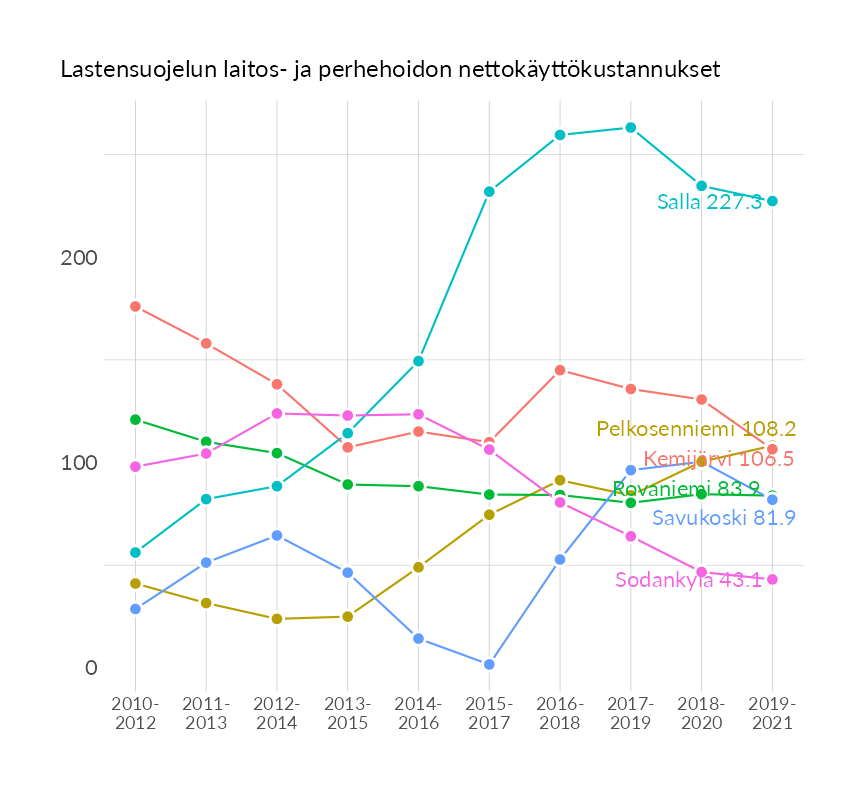 Lastensuojelun laitos- ja perhehoidon nettokäyttökustannukset
Salla 227.3
200
Pelkosenniemi 108.2
Kemijärvi 106.5
100
Rovaniemi 83.9
Savukoski 81.9
Sodankylä 43.1
0
2010- 2011- 2012- 2013- 2014- 2015- 2016- 2017- 2018- 2019-
2012 2013 2014 2015 2016 2017 2018 2019 2020 2021